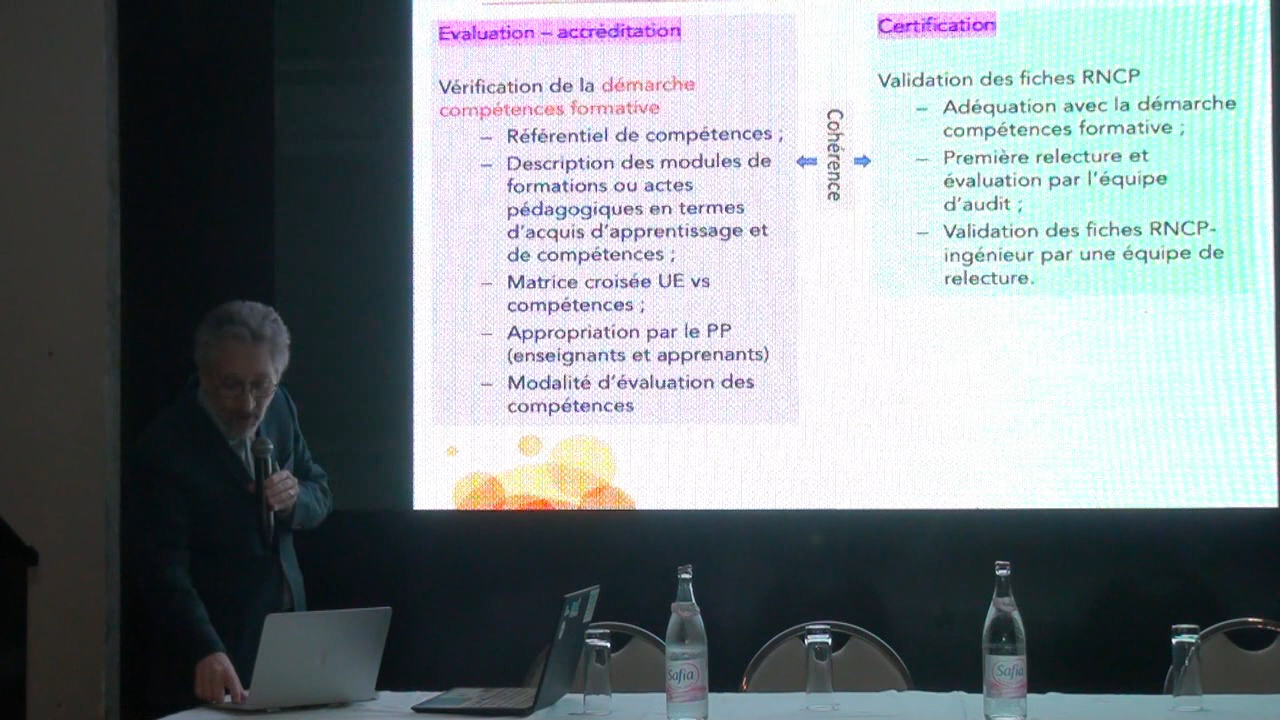 Evaluation – accréditation
Vérification de la démarche
compétences formative
– Référentiel de compétences ;
– Description des modules de
formations ou actes
pédagogiques en termes
d'acquis d'apprentissage et
de compétences ;
– Matrice croisée UE vs
compétences ;
– Appropriation par le PP
(enseignants et apprenants)
– Modalité d'évaluation des
compétences
Cohérence
Certification
Validation des fiches RNCP
– Adéquation avec la démarche
compétences formative ;
– Première relecture et
évaluation par l'équipe
d'audit ;
– Validation des fiches RNCP-
ingénieur par une équipe de
relecture.
Safia
Safia